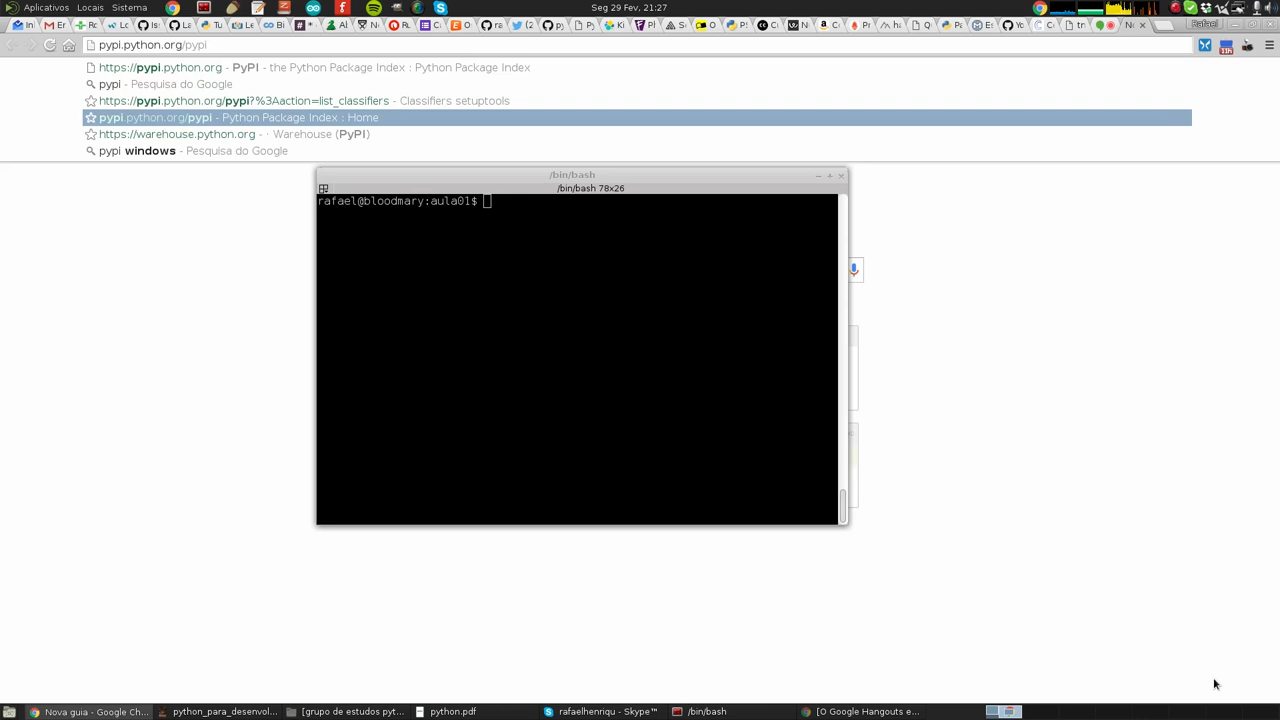 Aplicativos Locais Sistema
Seg 29 Fev, 21:27
Rafael
pypi.python.org/pypi
11h
https://pypi.python.org - PyPI - the Python Package Index : Python Package Index
pypi - Pesquisa do Google
https://pypi.python.org/pypi?%3Aaction=list_classifiers - Classifiers setuptools
pypi.python.org/pypi - Python Package Index : Home
https://warehouse.python.org - · Warehouse (PyPI)
pypi windows - Pesquisa do Google
/bin/bash
/bin/bash 78x26
rafael@bloodmary:aula01$
Nova guia - Google Ch...
python_para_desenvol...
[grupo de estudos pyt...
python.pdf
rafaelhenriqu - Skype™
/bin/bash
[O Google Hangouts e...